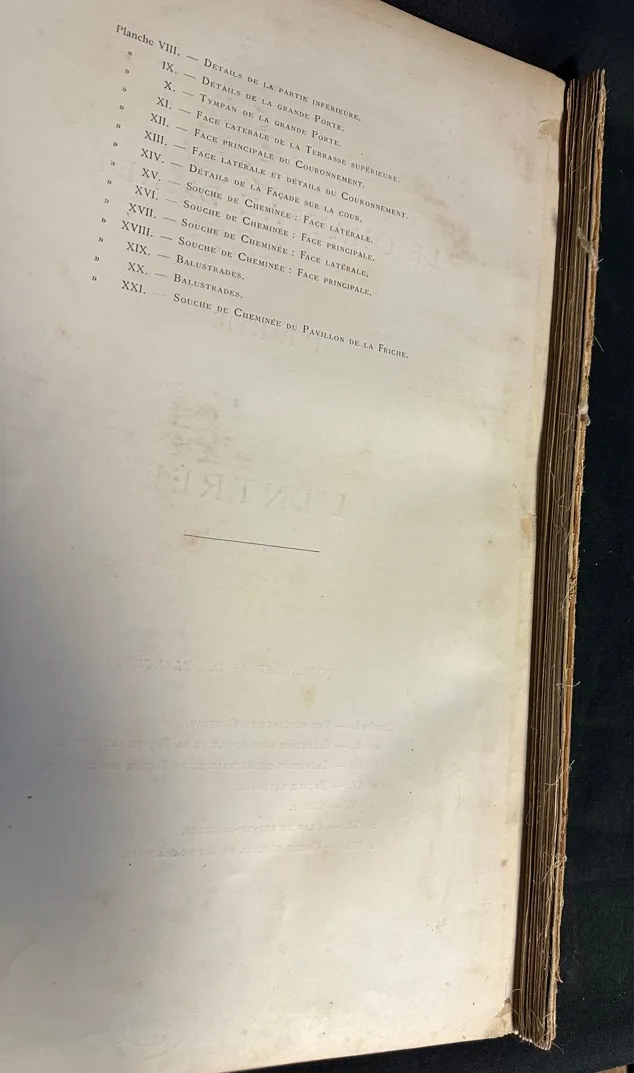 Planche VIII. — Détails de la partie inférieure.
» IX. — Détails de la grande Porte.
» X. — Tympan de la grande Porte.
» XI. — Face latérale de la Terrasse supérieure.
» XII. — Face principale du Couronnement.
» XIII. — Face latérale et détails du Couronnement.
» XIV. — Détails de la Façade sur la cour.
» XV. — Souche de Cheminée : Face latérale.
» XVI. — Souche de Cheminée : Face principale.
» XVII. — Souche de Cheminée : Face latérale.
» XVIII. — Souche de Cheminée : Face principale.
» XIX. — Balustrades.
» XX. — Balustrades.
» XXI. — Souche de Cheminée du Pavillon de la Friche.